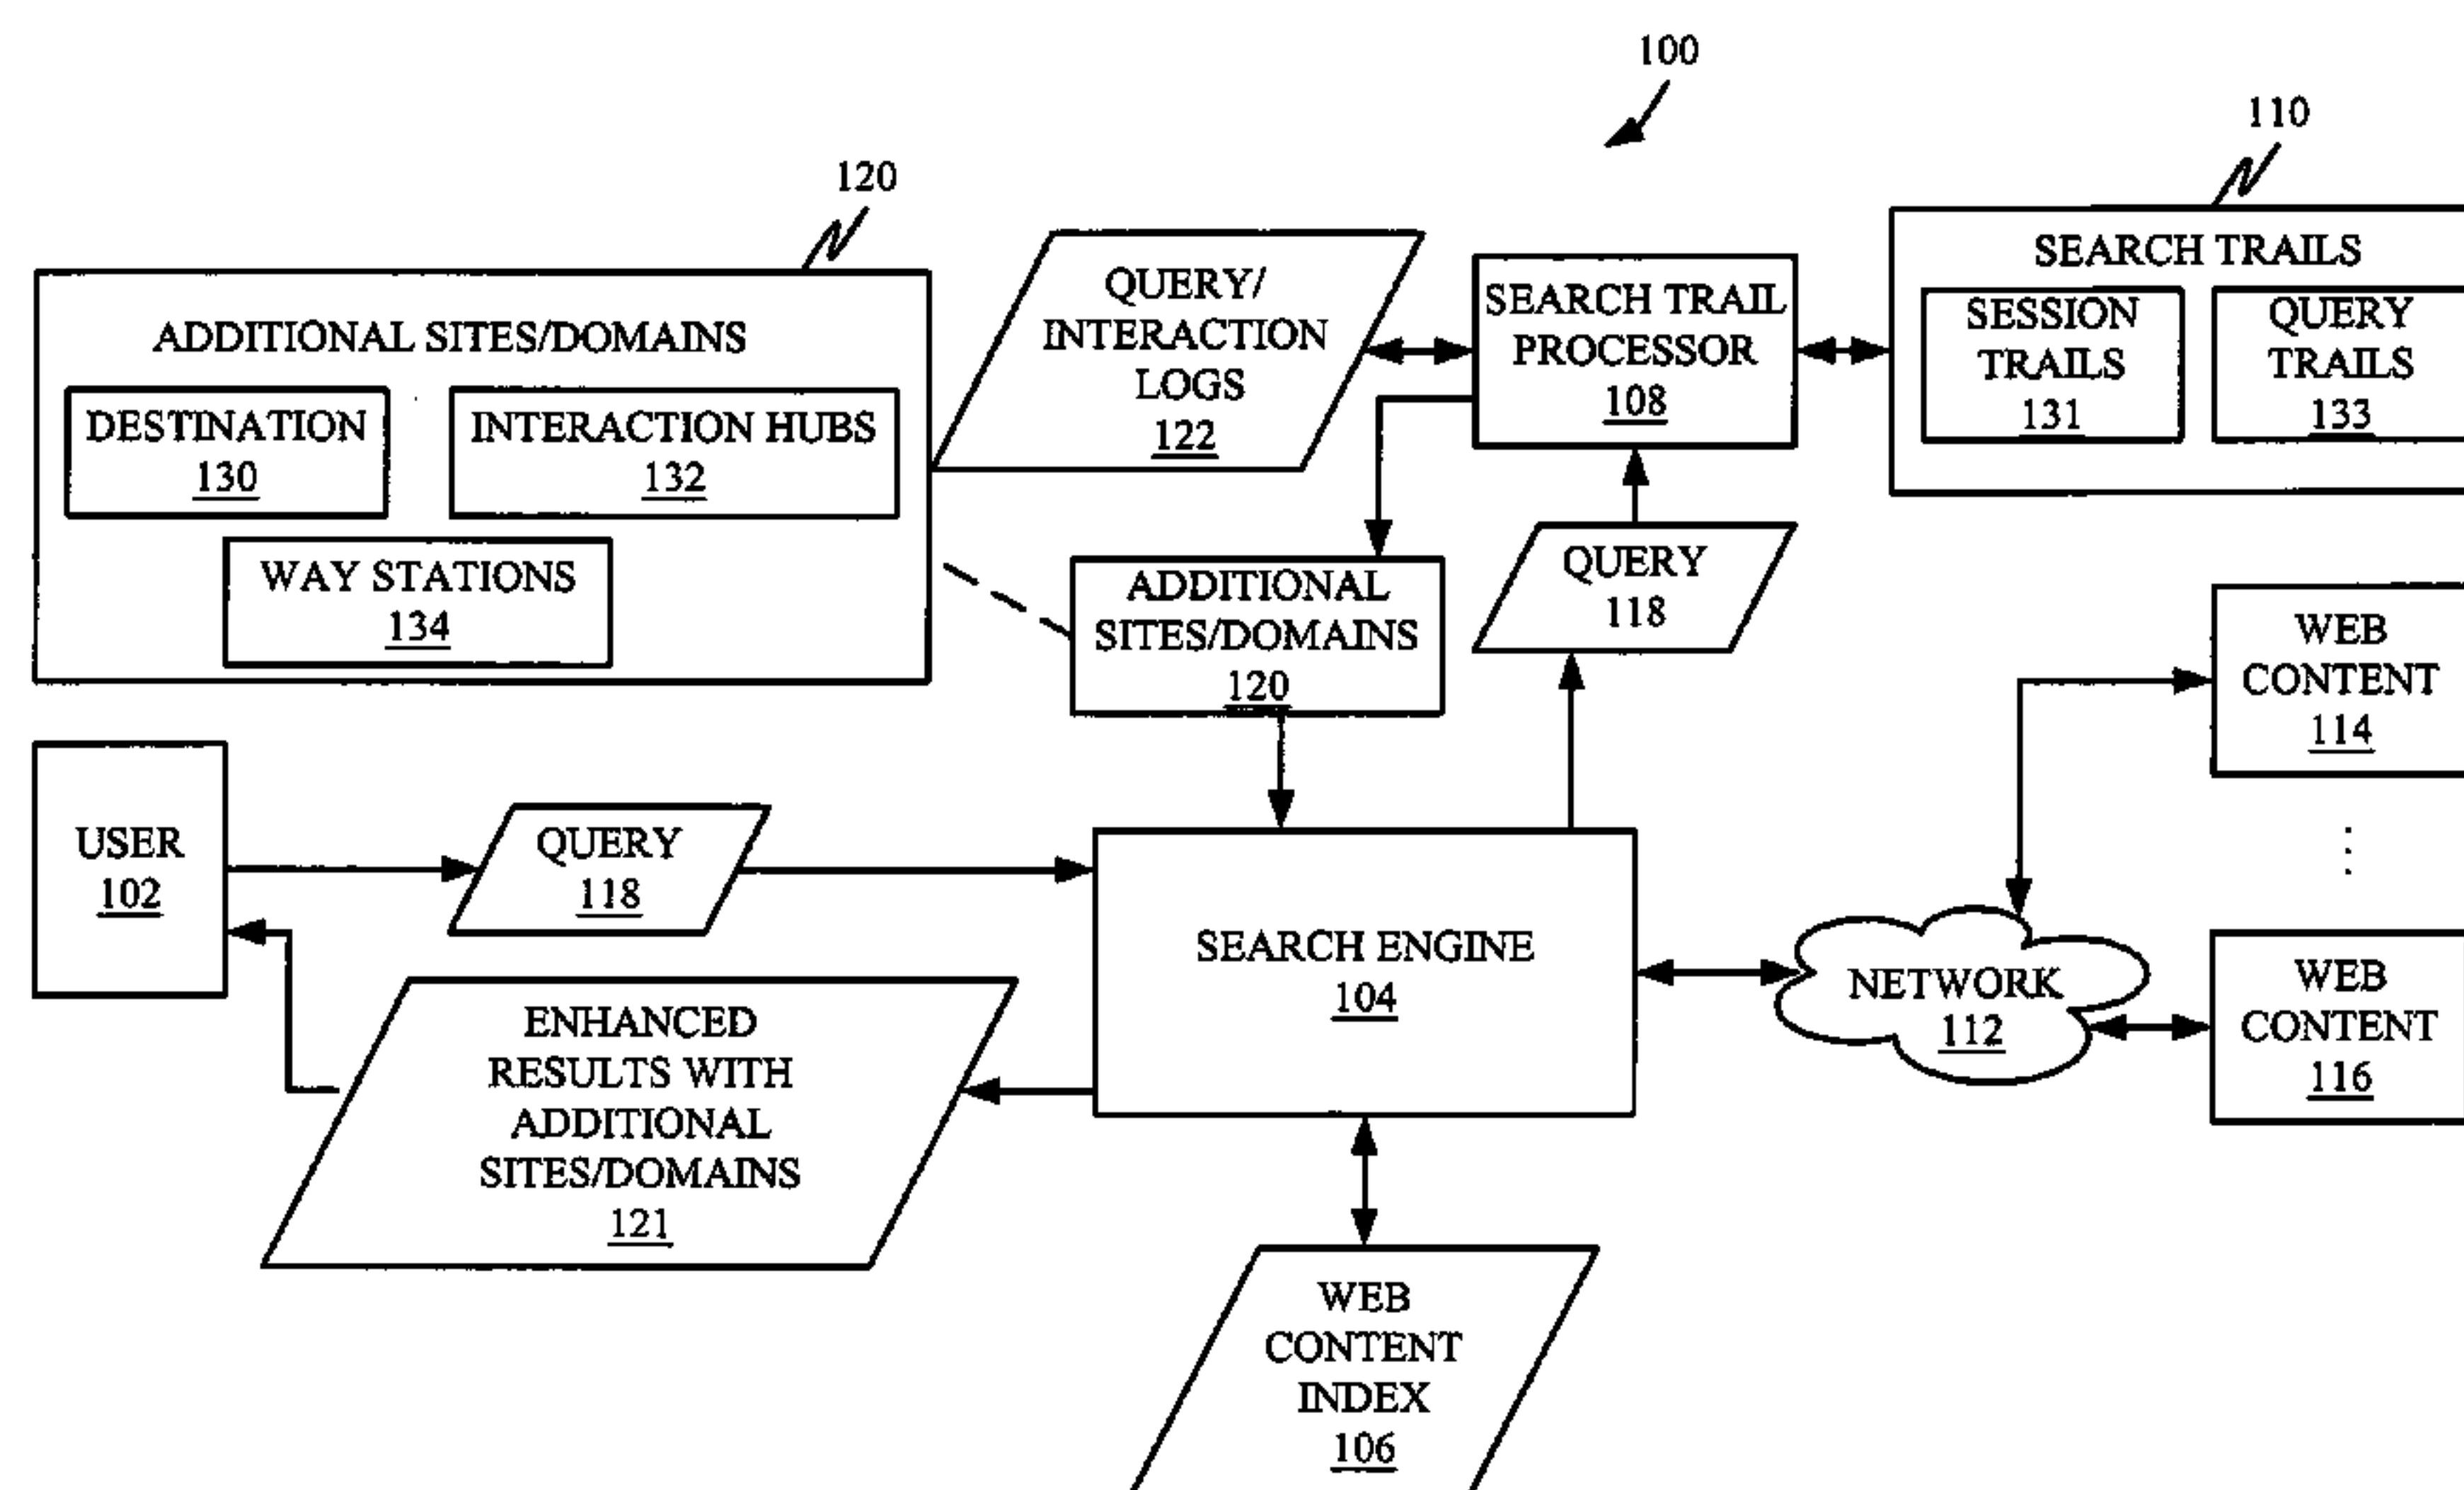 100
110
120
SEARCH TRAILS
SESSION
TRAILS
131
QUERY
TRAILS
133
QUERY/
INTERACTION
LOGS
122
SEARCH TRAIL
PROCESSOR
108
ADDITIONAL SITES/DOMAINS
DESTINATION
130
INTERACTION HUBS
132
WAY STATIONS
134
ADDITIONAL
SITES/DOMAINS
120
QUERY
118
WEB
CONTENT
114
USER
102
QUERY
118
SEARCH ENGINE
104
NETWORK
112
WEB
CONTENT
116
ENHANCED
RESULTS WITH
ADDITIONAL
SITES/DOMAINS
121
WEB
CONTENT
INDEX
106